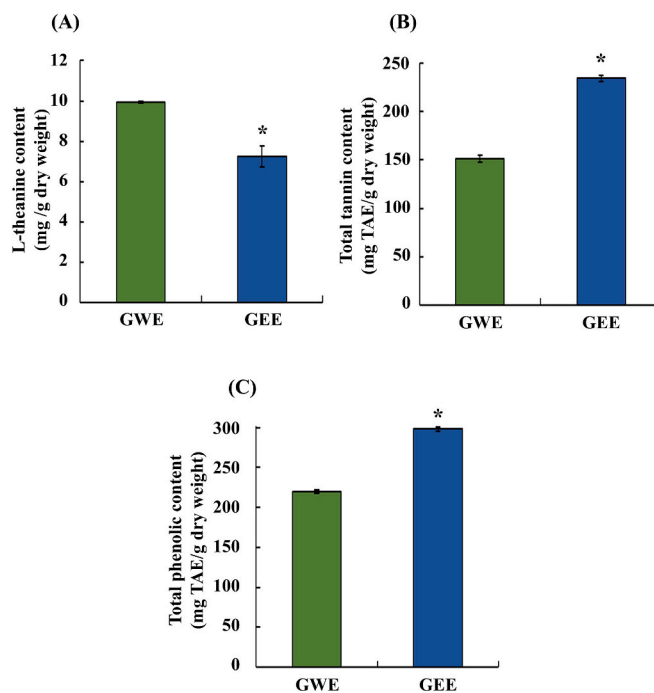 (A)
L-theanine content
(mg /g dry weight)
12
10
8
6
4
2
0
*
GWE
GEE
(B)
Total tannin content
(mg TAE/g dry weight)
250
200
150
100
50
0
*
GWE
GEE
(C)
Total phenolic content
(mg TAE/g dry weight)
300
250
200
150
100
50
0
*
GWE
GEE